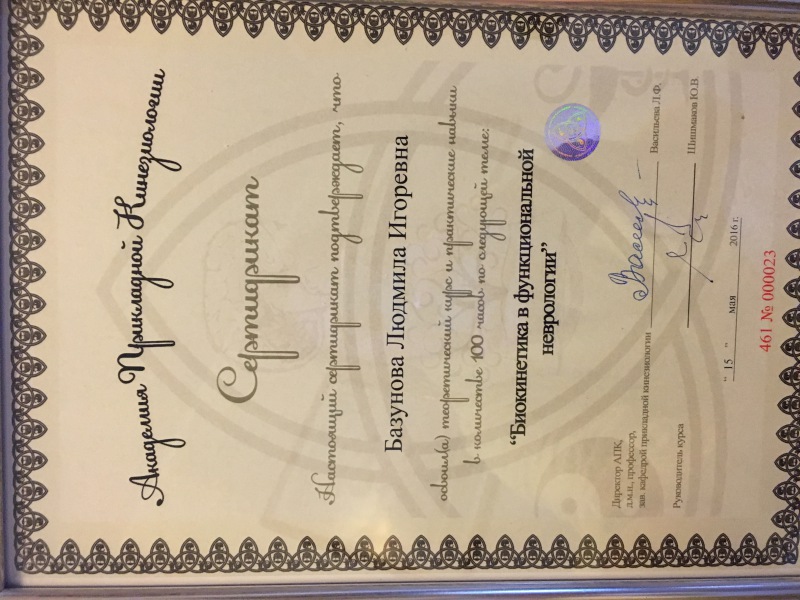 Академия Прикладной Кинезиологии
Сертификат
Настоящий сертификат подтверждает, что
Базунова Людмила Игоревна
освоил(а) теоретический курс и практические навыки
в количестве 100 часов по следующей теме:
“Биокинетика в функциональной
неврологии”
Директор АПК,
д.м.н., профессор,
зав. кафедрой прикладной кинезиологии Васильева Л.Ф.
Руководитель курса Шишмаков Ю.В.
" 15 " мая 2016 г.
461 № 000023